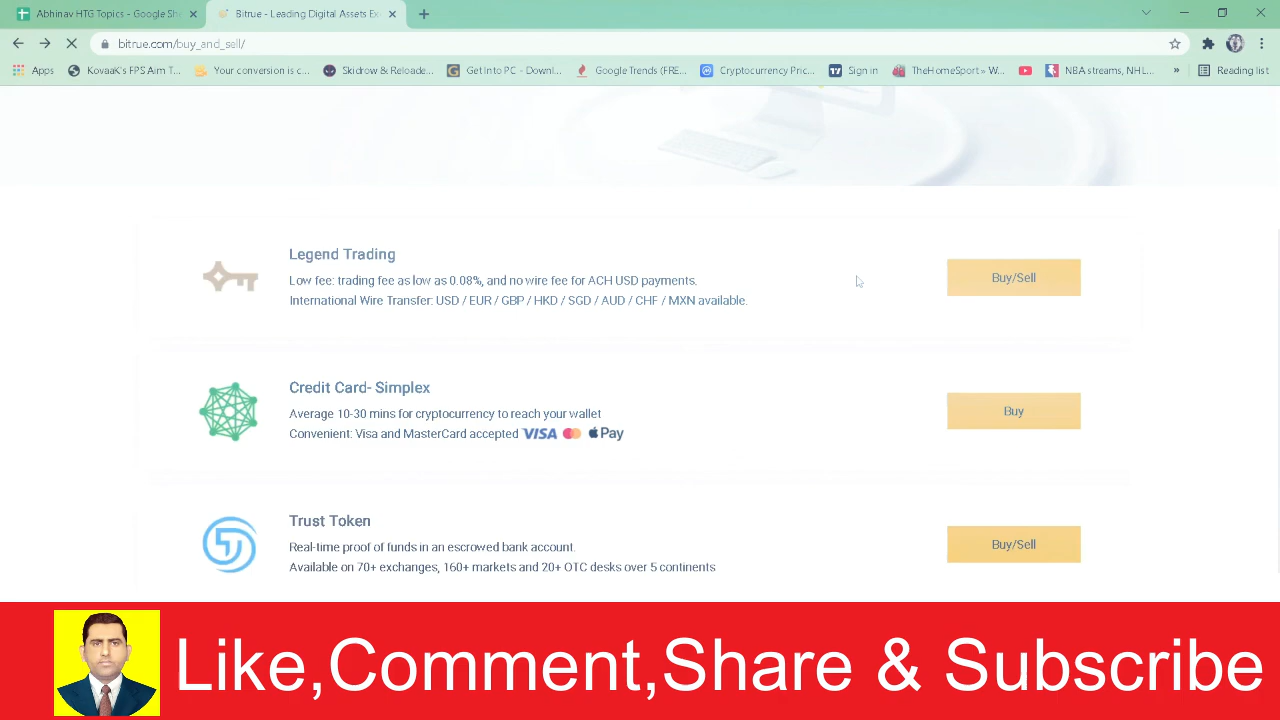 Abhinav HTG Topics - Google Sh
Bitrue - Leading Digital Assets Ex
bitrue.com/buy_and_sell/
Apps
KovaaK's FPS Aim T...
Your conversion is c...
Skidrow & Reloade...
Get Into PC - Downl...
Google Trends (FRE...
Cryptocurrency Pric...
Sign in
TheHomeSport » W...
NBA streams, NHL...
»
Reading list
Legend Trading
Low fee: trading fee as low as 0.08%, and no wire fee for ACH USD payments.
International Wire Transfer: USD / EUR / GBP / HKD / SGD / AUD / CHF / MXN available.
Buy/Sell
Credit Card- Simplex
Average 10-30 mins for cryptocurrency to reach your wallet
Convenient: Visa and MasterCard accepted VISA Pay
Buy
Trust Token
Real-time proof of funds in an escrowed bank account.
Available on 70+ exchanges, 160+ markets and 20+ OTC desks over 5 continents
Buy/Sell
Like,Comment,Share & Subscribe